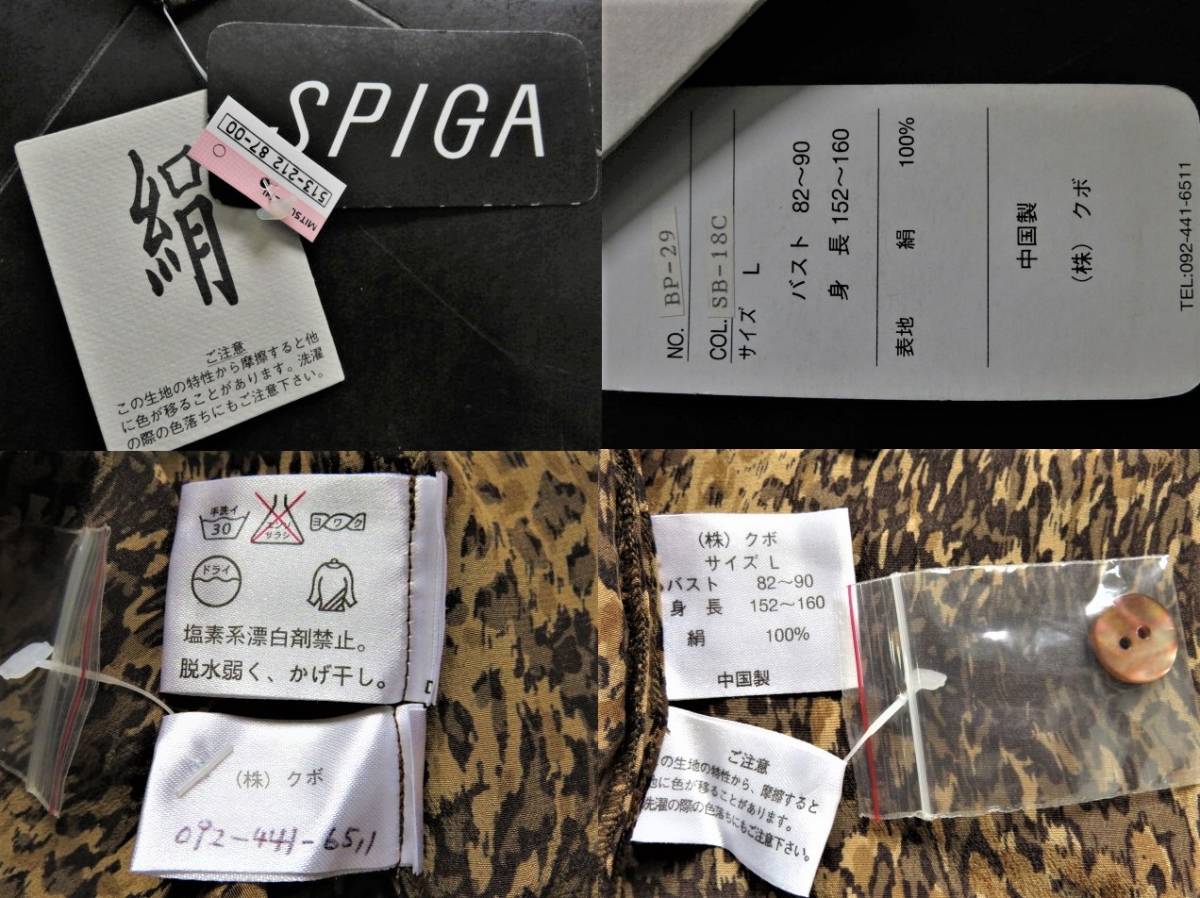 SPIGA
513-212 87-00
MITSU
絹
ご注意
この生地の特性から摩擦すると他
に色が移ることがあります。洗濯
の際の色落ちにもご注意下さい。
NO. BP-29
COL. SB-18C
サイズ L
バスト 82～90
身長 152～160
表地 絹 100%
中国製
（株） クボ
TEL:092-441-6511
手洗イ
30
エンソ
サラシ
ヨワク
ドライ
塩素系漂白剤禁止。
脱水弱く、かげ干し。
（株）クボ
092-441-6511
（株）クボ
サイズ L
バスト 82～90
身長 152～160
絹 100%
中国製
ご注意
の生地の特性から、摩擦すると
に色が移ることがあります。
洗濯の際の色落ちにもご注意下さい。